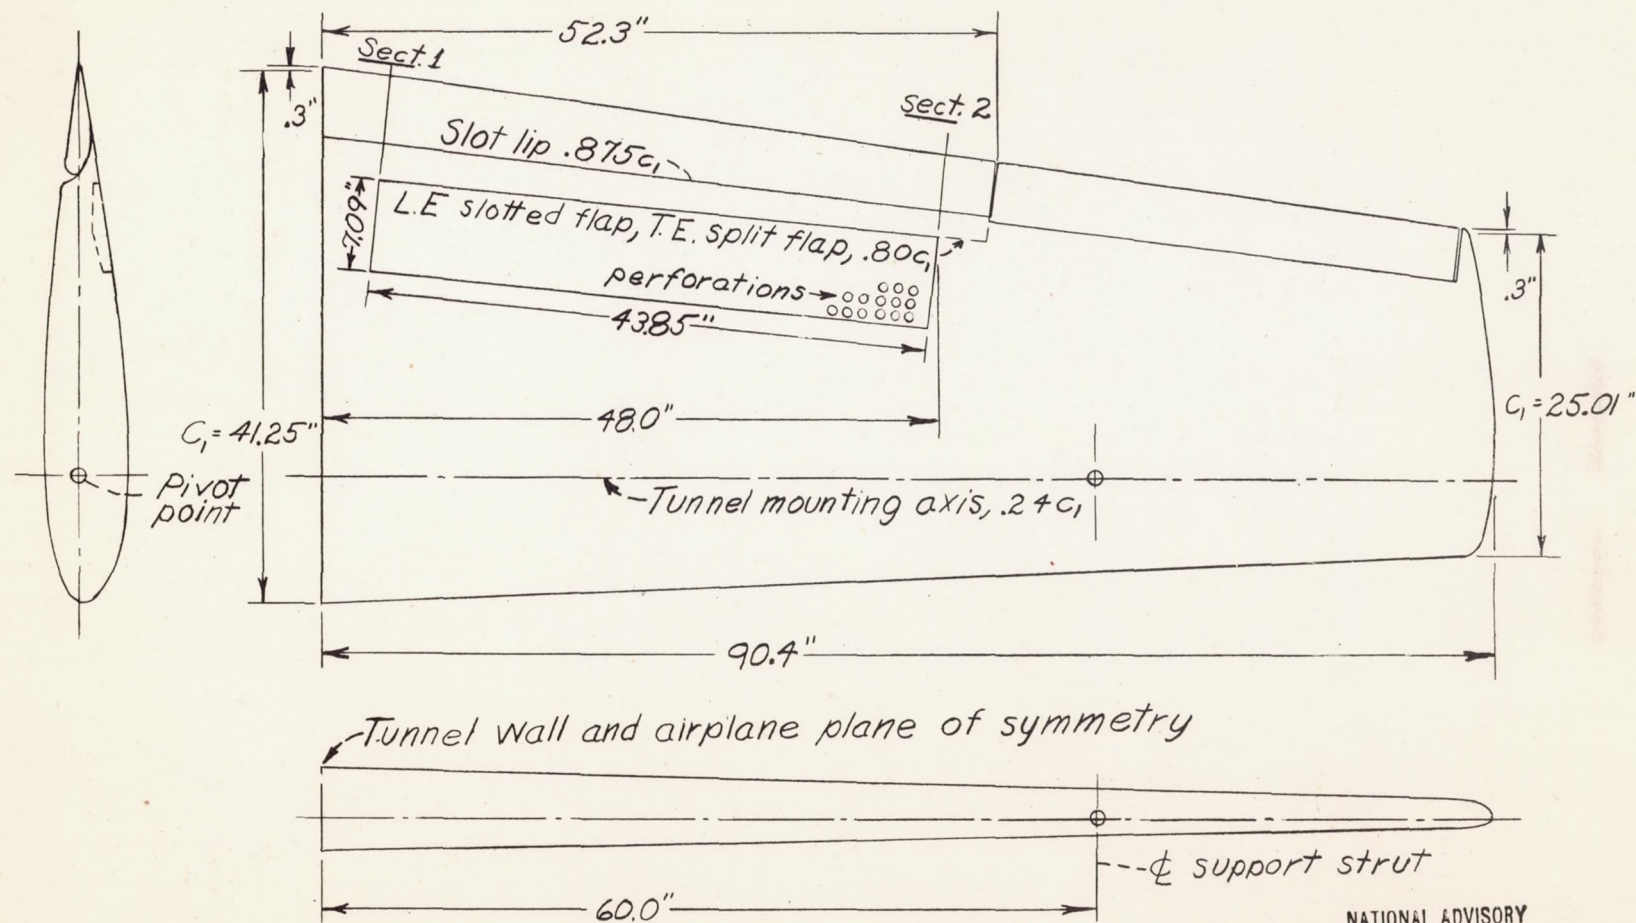 52.3"
Sect. 1
.3"
sect. 2
Slot lip .875c₁
7.09"
L.E slotted flap, T.E. split flap, .80c₁
perforations
43.85"
.3"
48.0"
C₁ = 41.25"
C₁ = 25.01"
Pivot
point
Tunnel mounting axis, .24c₁
90.4"
Tunnel wall and airplane plane of symmetry
℄ support strut
60.0"
NATIONAL ADVISORY